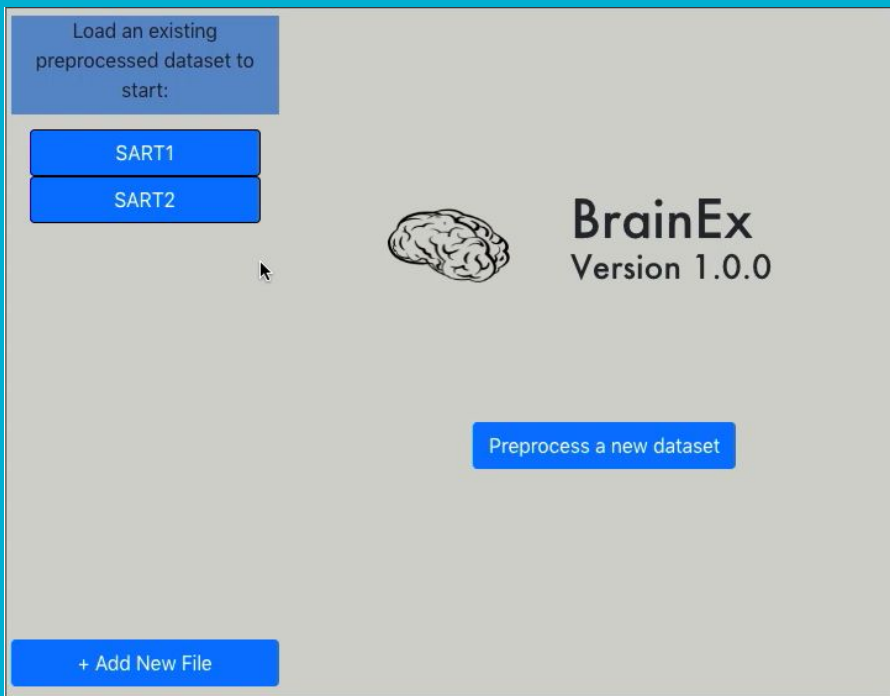 Load an existing
preprocessed dataset to
start:
SART1
SART2
BrainEx
Version 1.0.0
Preprocess a new dataset
+ Add New File